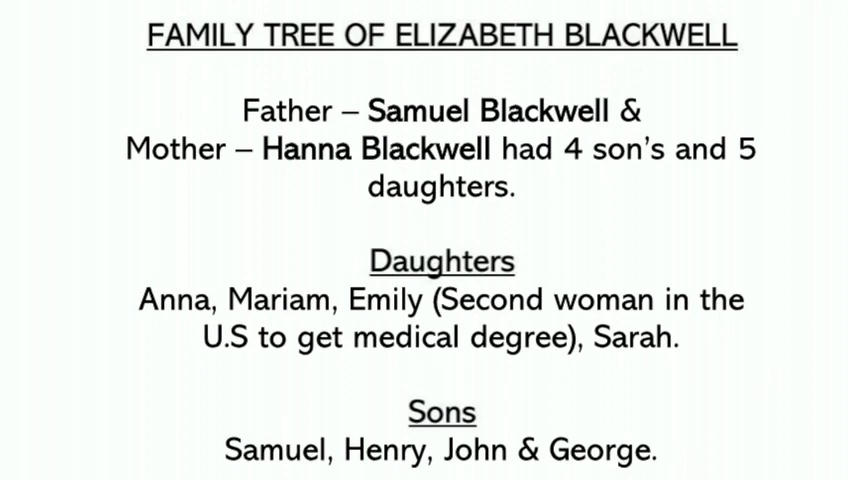 FAMILY TREE OF ELIZABETH BLACKWELL
Father – Samuel Blackwell &
Mother – Hanna Blackwell had 4 son's and 5
daughters.
Daughters
Anna, Mariam, Emily (Second woman in the
U.S to get medical degree), Sarah.
Sons
Samuel, Henry, John & George.